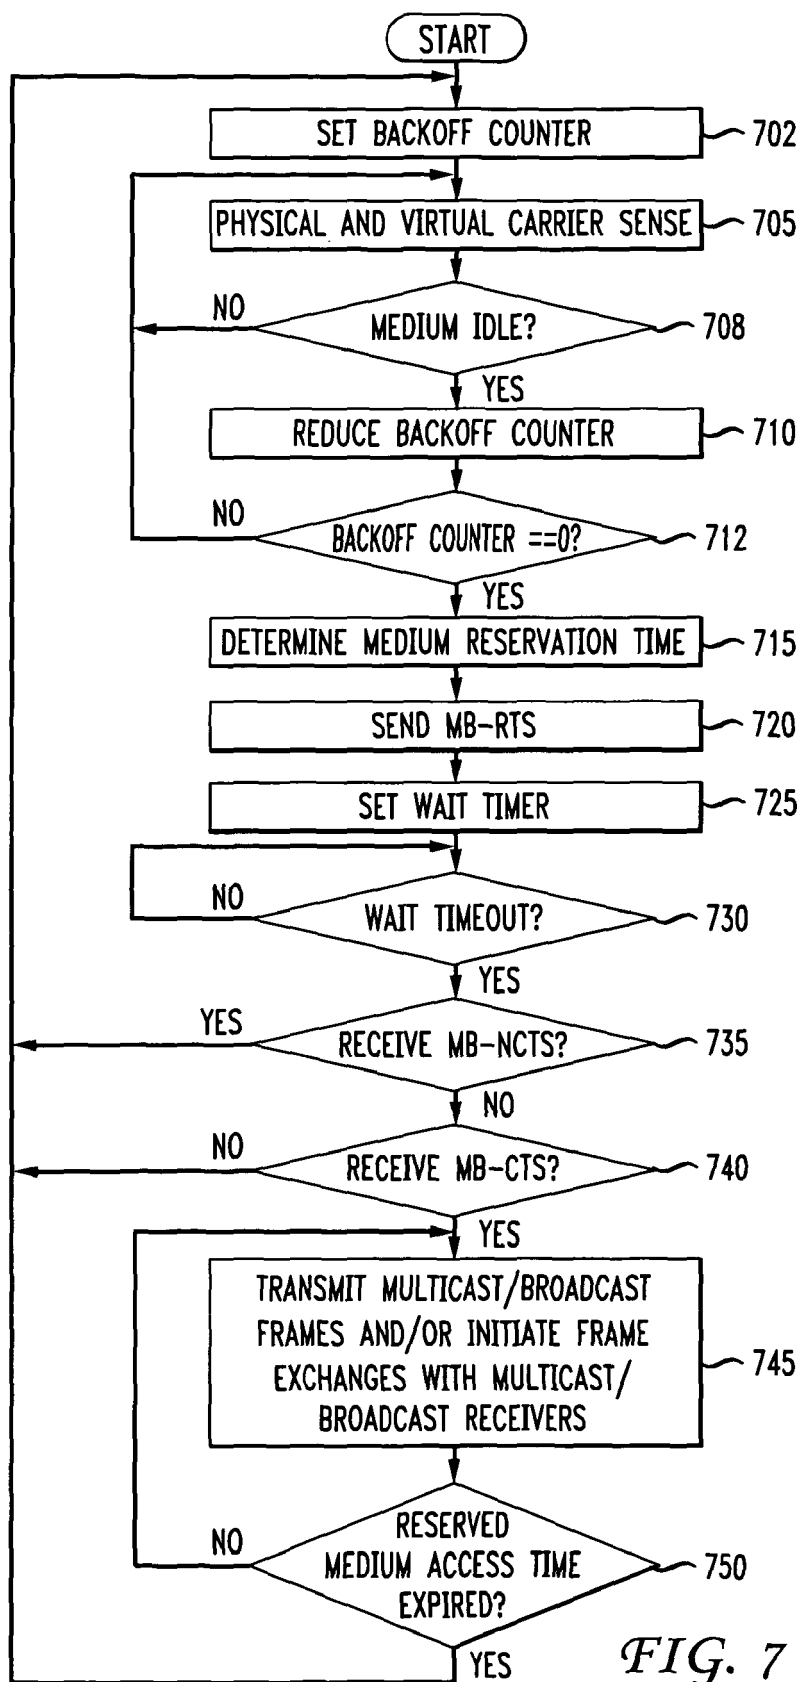 START
SET BACKOFF COUNTER
702
PHYSICAL AND VIRTUAL CARRIER SENSE
705
NO
MEDIUM IDLE?
708
YES
REDUCE BACKOFF COUNTER
710
NO
BACKOFF COUNTER ==0?
712
YES
DETERMINE MEDIUM RESERVATION TIME
715
SEND MB-RTS
720
SET WAIT TIMER
725
NO
WAIT TIMEOUT?
730
YES
YES
RECEIVE MB-NCTS?
735
NO
NO
RECEIVE MB-CTS?
740
YES
TRANSMIT MULTICAST/BROADCAST
FRAMES AND/OR INITIATE FRAME
EXCHANGES WITH MULTICAST/
BROADCAST RECEIVERS
745
NO
RESERVED
MEDIUM ACCESS TIME
EXPIRED?
750
YES
FIG. 7